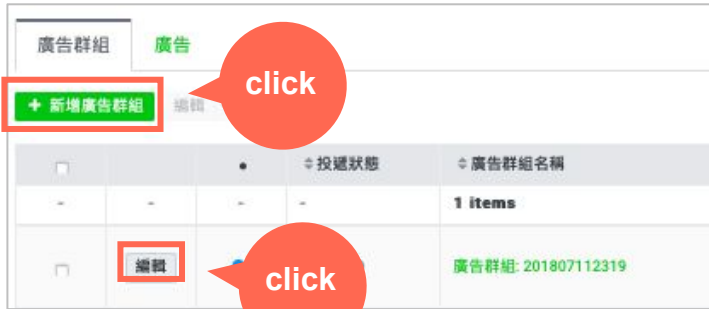 廣告群組 廣告
click
+ 新增廣告群組 編輯
投遞狀態 廣告群組名稱
- - - - 1 items
編輯 click 廣告群組: 201807112319